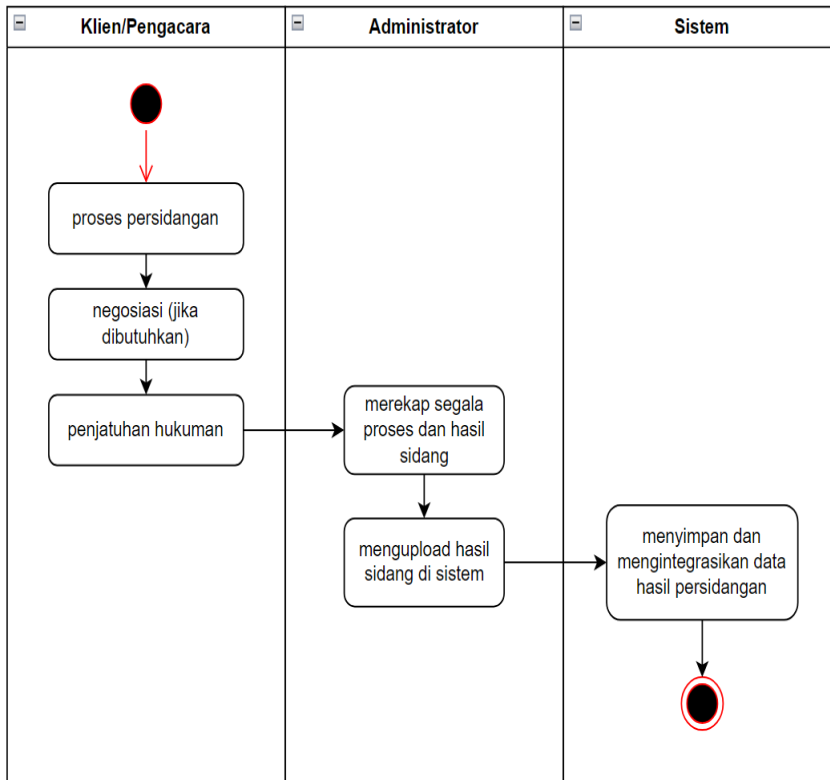 Klien/Pengacara
Administrator
Sistem
proses persidangan
negosiasi (jika
dibutuhkan)
penjatuhan hukuman
merekap segala
proses dan hasil
sidang
mengupload hasil
sidang di sistem
menyimpan dan
mengintegrasikan data
hasil persidangan